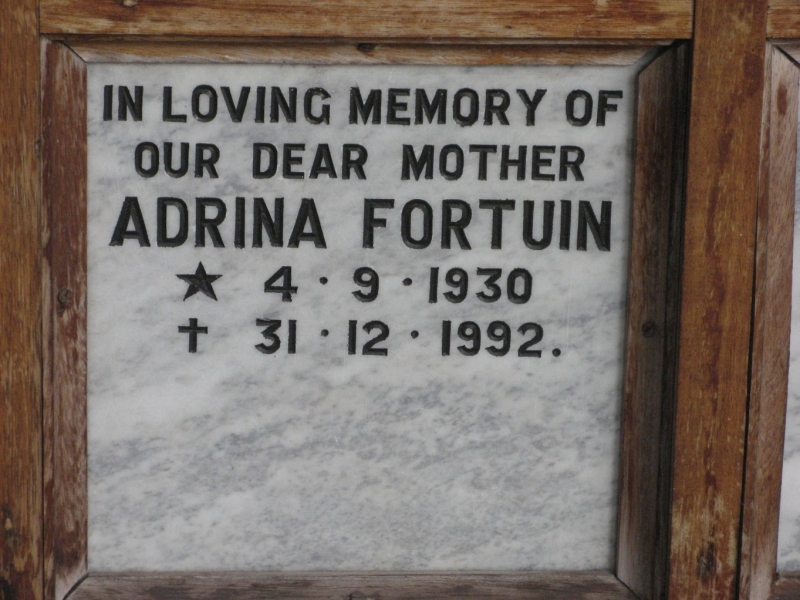 IN LOVING MEMORY OF
OUR DEAR MOTHER
ADRINA FORTUIN
★ 4 · 9 · 1930
✝ 31 · 12 · 1992.